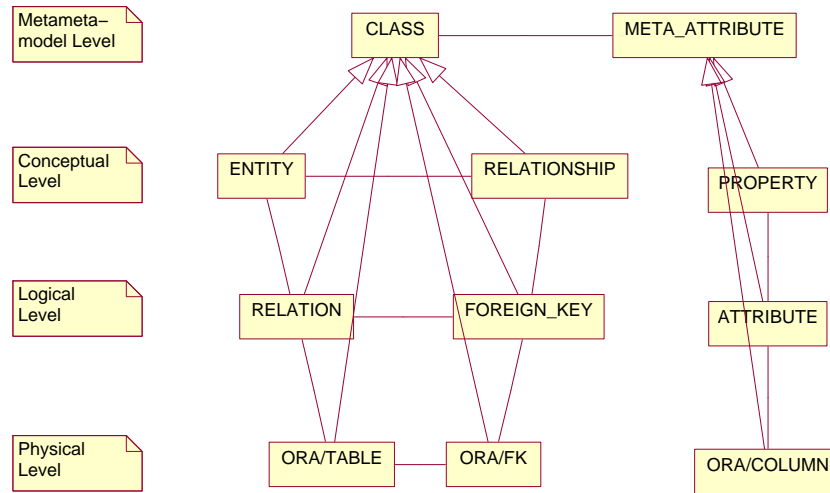 Metameta−
model Level
CLASS
META_ATTRIBUTE
Conceptual
Level
ENTITY
RELATIONSHIP
PROPERTY
Logical
Level
RELATION
FOREIGN_KEY
ATTRIBUTE
Physical
Level
ORA/TABLE
ORA/FK
ORA/COLUMN